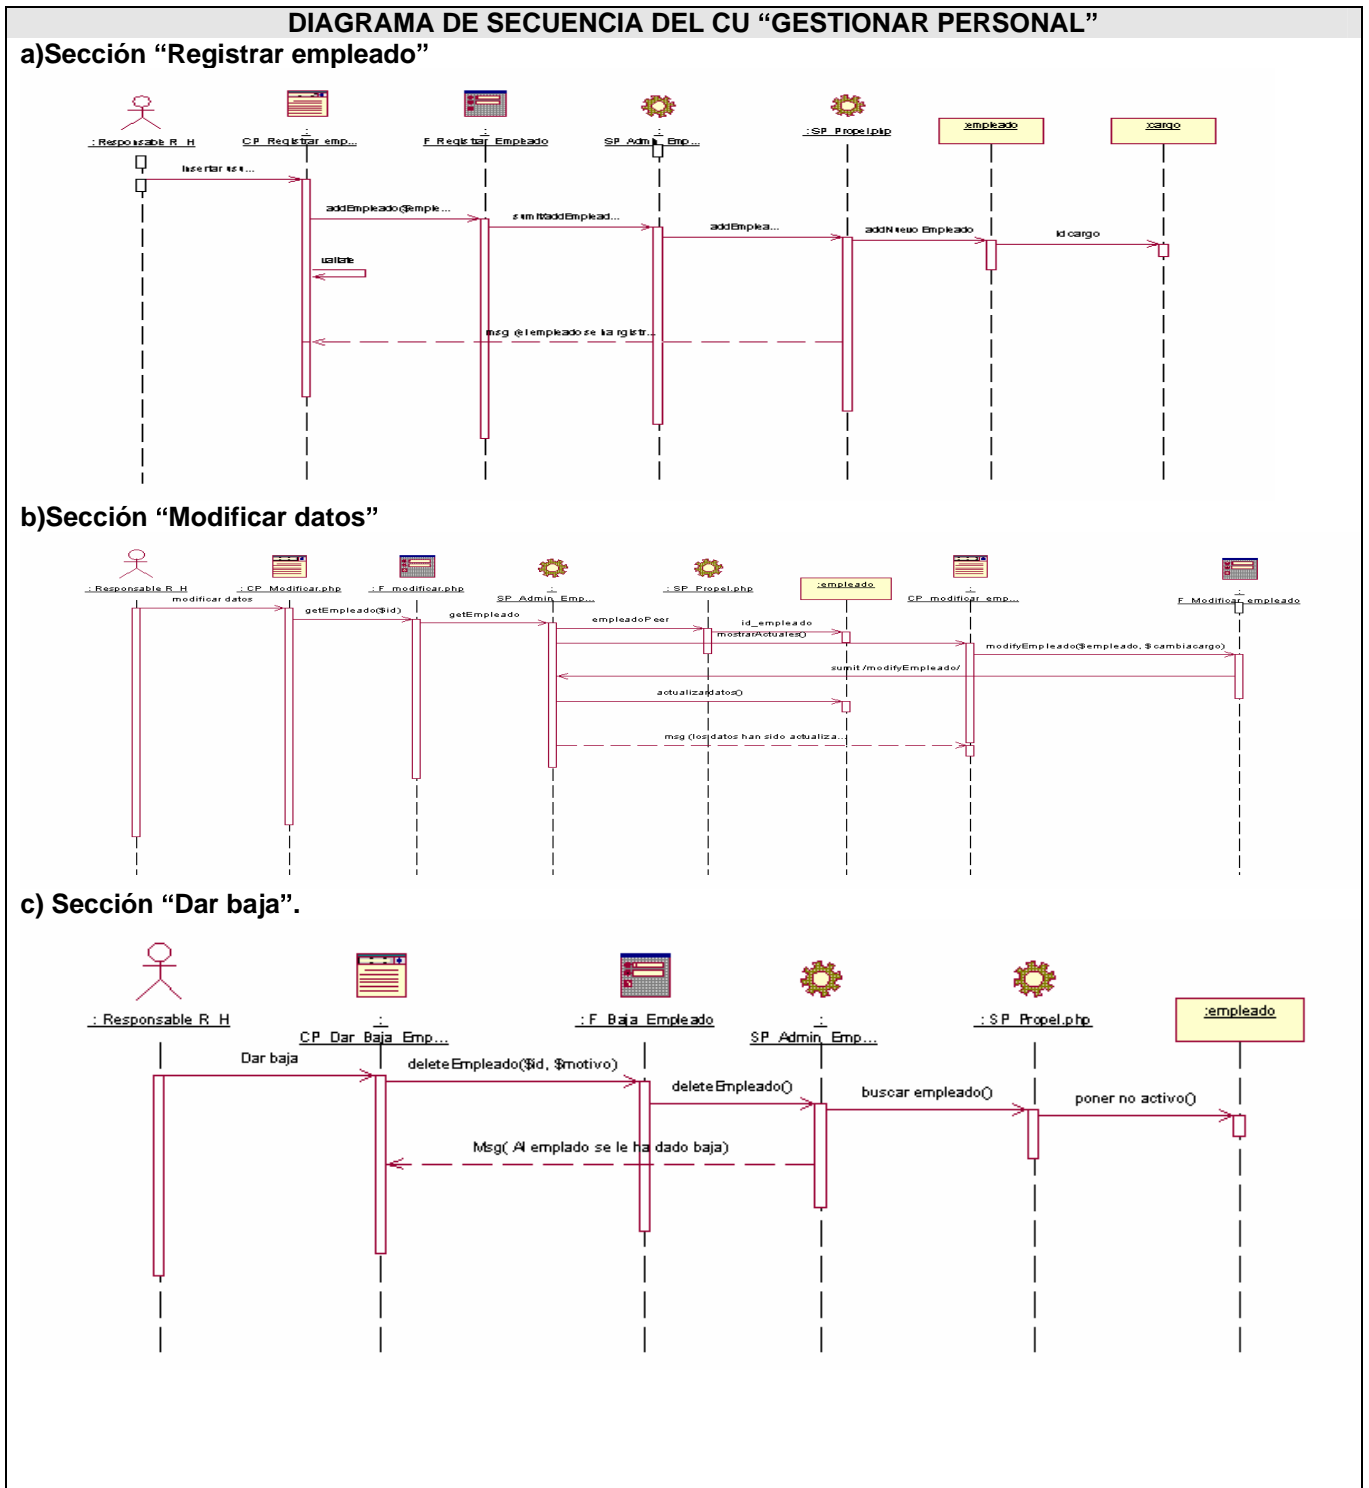 DIAGRAMA DE SECUENCIA DEL CU “GESTIONAR PERSONAL”
a)Sección “Registrar empleado”
: Responsable R_H
:
CP_Registrar emp...
F_Registrar_Empleado
:
SP_Admin_Emp...
: SP_Propel.php
:empleado
:cargo
insertar usu...
addEmpleado($emple...
sumit/addEmplead...
addEmplea...
addNuevo Empleado
id cargo
validate
msg (el empleado se ha rgistr...
b)Sección “Modificar datos”
: Responsable R_H
: CP_Modificar.php
: F_modificar.php
:
SP_Admin_Emp...
: SP_Propel.php
:empleado
:
CP_modificar_emp...
:
F_Modificar_empleado
modificar datos
getEmpleado($id)
getEmpleado
empleadoPeer
id_empleado
mostrarActuales()
modifyEmpleado($empleado, $cambiacargo)
sumit /modifyEmpleado/
actualizardatos()
msg (los datos han sido actualiza...
c) Sección “Dar baja”.
: Responsable R_H
:
CP_Dar_Baja_Emp...
: F_Baja_Empleado
:
SP_Admin_Emp...
: SP_Propel.php
:empleado
Dar baja
deleteEmpleado($id, $motivo)
deleteEmpleado()
buscar empleado()
poner no activo()
Msg( Al emplado se le ha dado baja)